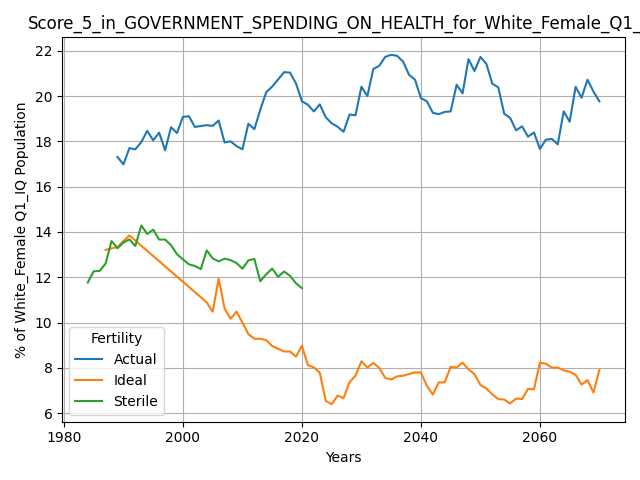 Score_5_in_GOVERNMENT_SPENDING_ON_HEALTH_for_White_Female_Q1_
22
20
18
16
14
12
10
8
6
% of White_Female Q1_IQ Population
Fertility
Actual
Ideal
Sterile
1980
2000
2020
2040
2060
Years